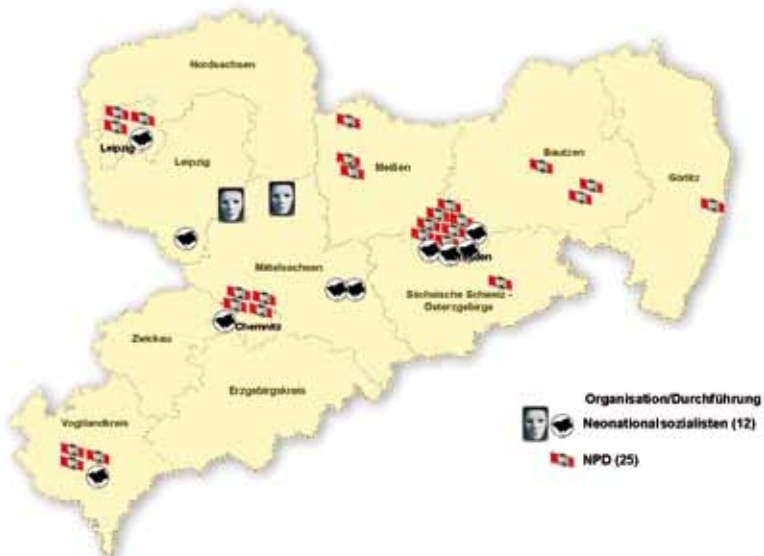 Nordsachsen
Leipzig
Leipzig
Meißen
Bautzen
Görlitz
Mittelsachsen
Sächsische Schweiz -
Osterzgebirge
Chemnitz
Zwickau
Erzgebirgskreis
Vogtlandkreis
Organisation/Durchführung
Neonationalsozialisten (12)
NPD (25)